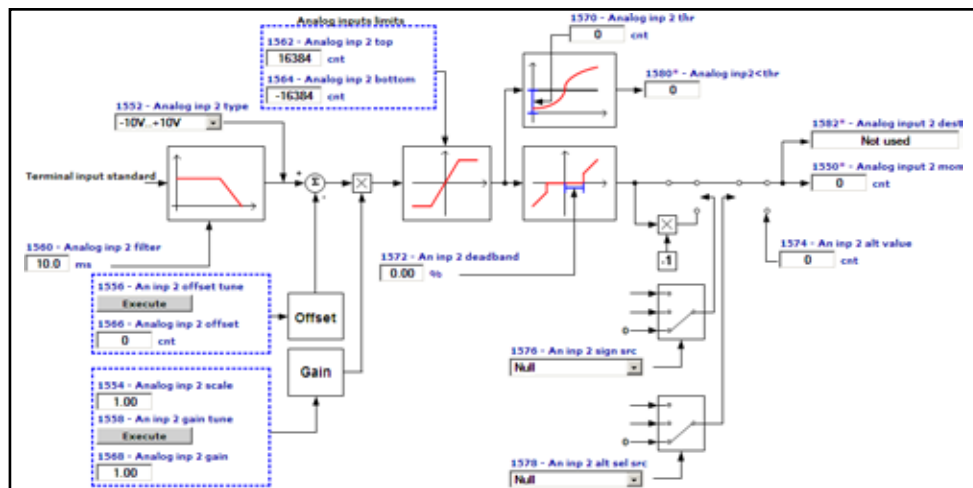 Analog inputs limits
1562 - Analog inp 2 top
16384 cnt
1564 - Analog inp 2 bottom
-16384 cnt
1570 - Analog inp 2 thr
0 cnt
1580* - Analog inp2<thr
0
1552 - Analog inp 2 type
-10V...+10V
1582* - Analog input 2 dest
Not used
Terminal input standard
Σ
+
-
1550* - Analog input 2 mon
0 cnt
1560 - Analog inp 2 filter
10.0 ms
1572 - An inp 2 deadband
0.00 %
-1
1574 - An inp 2 alt value
0 cnt
1556 - An inp 2 offset tune
Execute
1566 - Analog inp 2 offset
0 cnt
Offset
Gain
1576 - An inp 2 sign src
Null
1554 - Analog inp 2 scale
1.00
1558 - An inp 2 gain tune
Execute
1568 - Analog inp 2 gain
1.00
1578 - An inp 2 alt sel src
Null